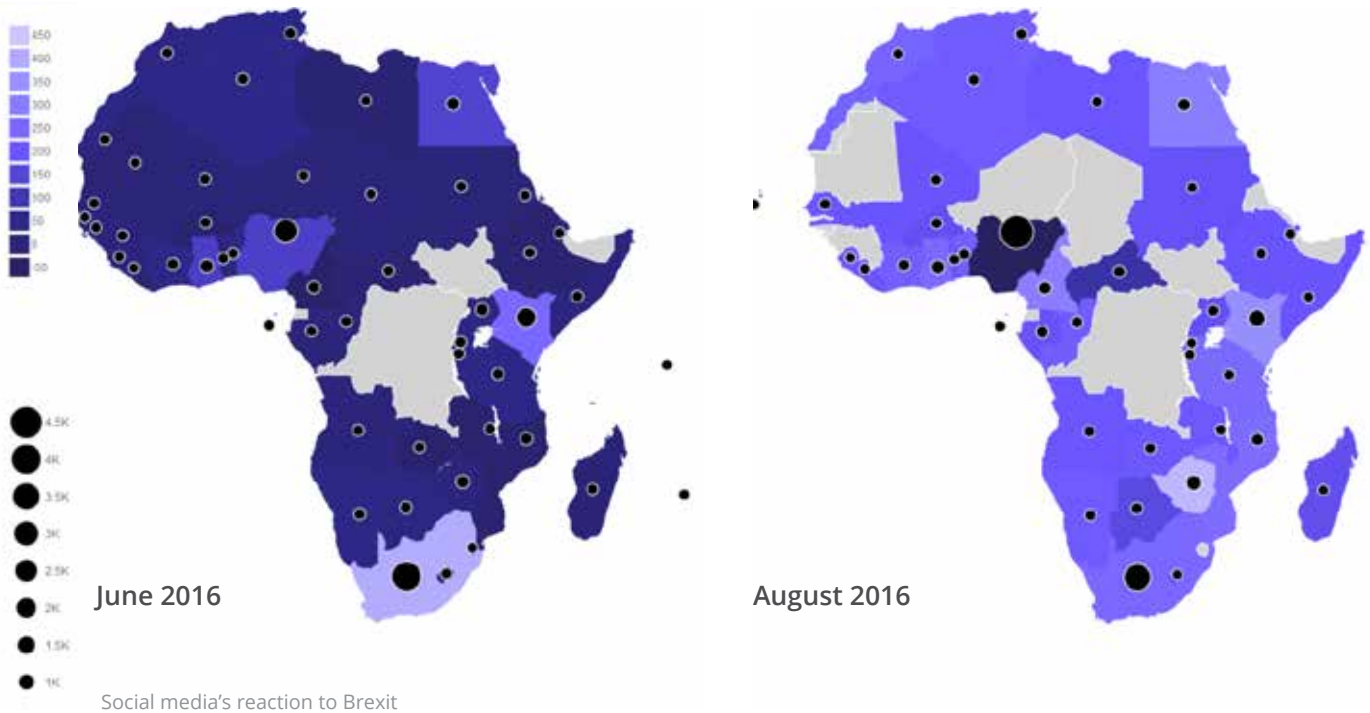 450
400
350
300
250
200
150
100
50
0
-50
4.5K
4K
3.5K
3K
2.5K
2K
1.5K
1K
June 2016
August 2016
Social media’s reaction to Brexit